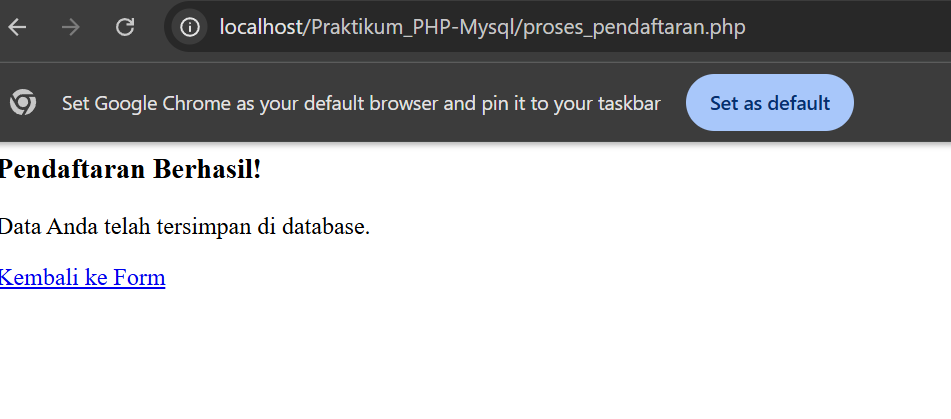 localhost/Praktikum_PHP-Mysql/proses_pendaftaran.php
Set Google Chrome as your default browser and pin it to your taskbar Set as default
Pendaftaran Berhasil!
Data Anda telah tersimpan di database.
Kembali ke Form